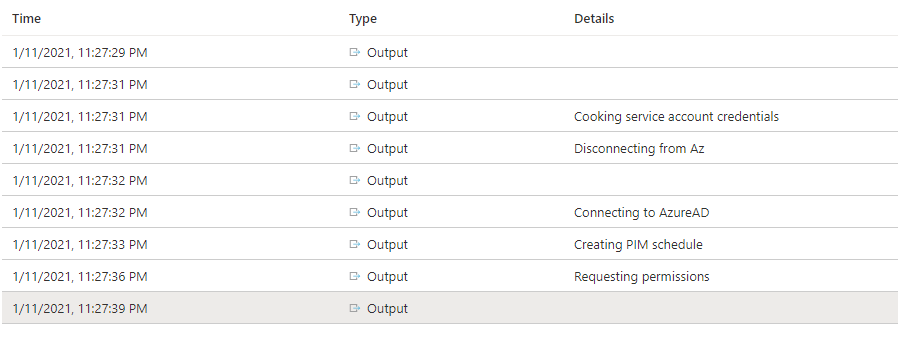 Time Type Details
1/11/2021, 11:27:29 PM Output
1/11/2021, 11:27:31 PM Output
1/11/2021, 11:27:31 PM Output Cooking service account credentials
1/11/2021, 11:27:31 PM Output Disconnecting from Az
1/11/2021, 11:27:32 PM Output
1/11/2021, 11:27:32 PM Output Connecting to AzureAD
1/11/2021, 11:27:33 PM Output Creating PIM schedule
1/11/2021, 11:27:36 PM Output Requesting permissions
1/11/2021, 11:27:39 PM Output